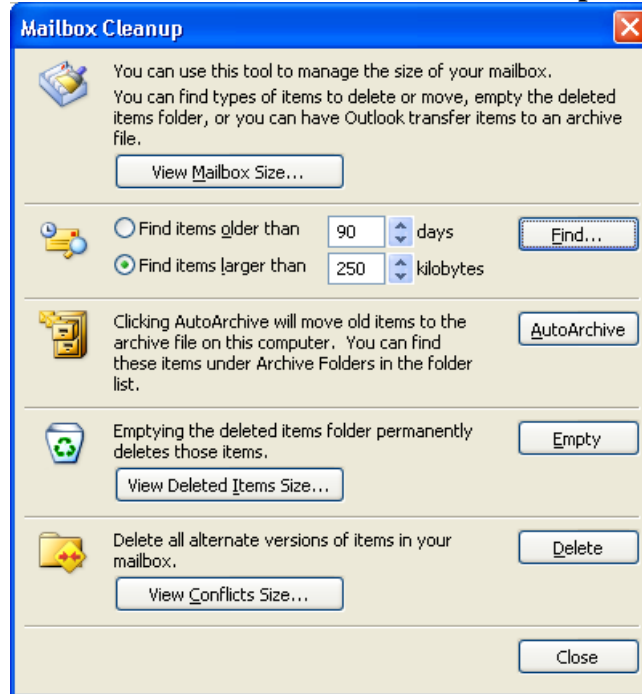 Mailbox Cleanup
You can use this tool to manage the size of your mailbox.
You can find types of items to delete or move, empty the deleted
items folder, or you can have Outlook transfer items to an archive
file.
View Mailbox Size...
Find items older than 90 days Find...
Find items larger than 250 kilobytes
Clicking AutoArchive will move old items to the
archive file on this computer. You can find
these items under Archive Folders in the folder
list.
AutoArchive
Emptying the deleted items folder permanently
deletes those items.
Empty
View Deleted Items Size...
Delete all alternate versions of items in your
mailbox.
Delete
View Conflicts Size...
Close